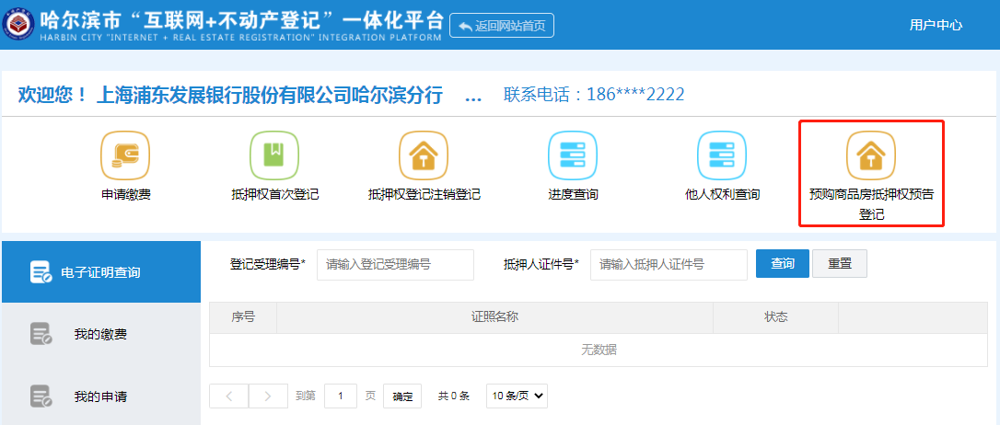 哈尔滨市“互联网+不动产登记”一体化平台
HARBIN CITY "INTERNET + REAL ESTATE REGISTRATION" INTEGRATION PLATFORM
返回网站首页
用户中心
欢迎您！ 上海浦东发展银行股份有限公司哈尔滨分行 ... 联系电话：186****2222
申请缴费
抵押权首次登记
抵押权登记注销登记
进度查询
他人权利查询
预购商品房抵押权预告
登记
电子证明查询
我的缴费
我的申请
登记受理编号* 请输入登记受理编号 抵押人证件号* 请输入抵押人证件号 查询 重置
序号 证照名称 状态
无数据
< > 到第 1 页 确定 共 0 条 10 条/页